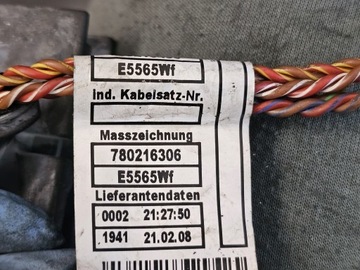 E5565Wf
Ind. Kabelsatz-Nr.
Masszeichnung
780216306
E5565Wf
Lieferantendaten
0002 21:27:50
1941 21.02.08